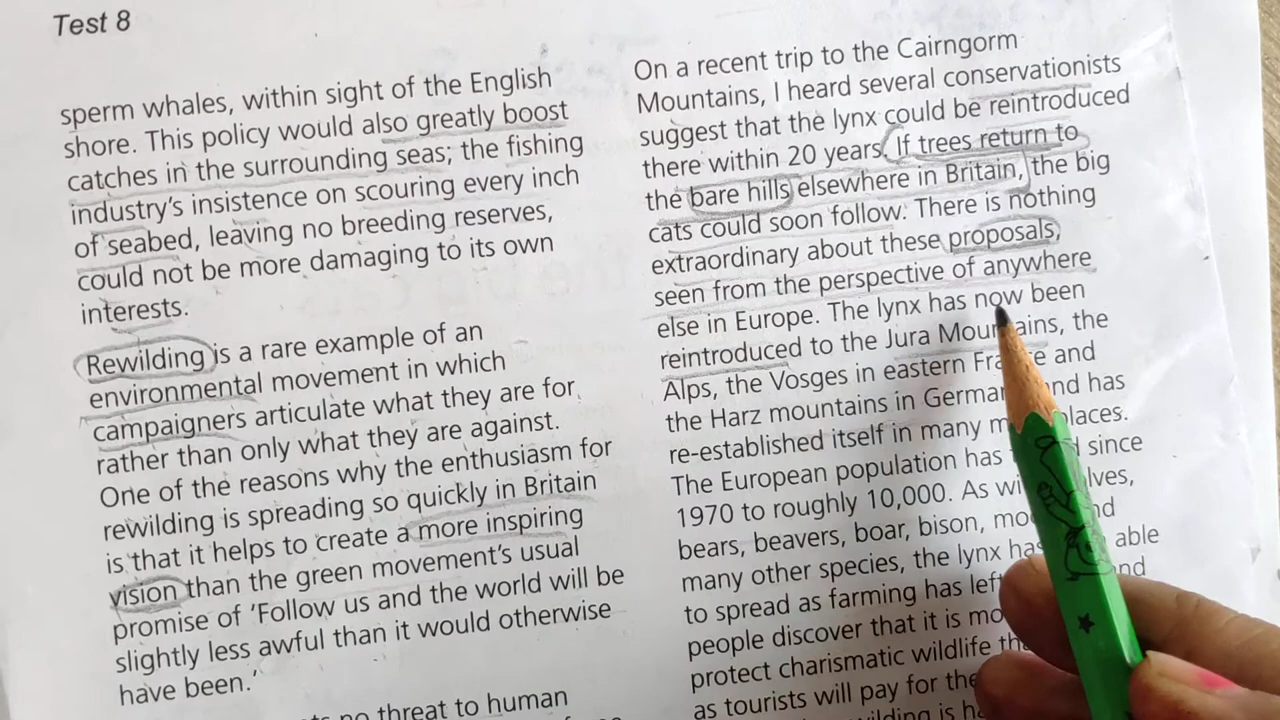 Test 8
sperm whales, within sight of the English
shore. This policy would also greatly boost
catches in the surrounding seas; the fishing
industry's insistence on scouring every inch
of seabed, leaving no breeding reserves,
could not be more damaging to its own
interests.
Rewilding is a rare example of an
environmental movement in which
campaigners articulate what they are for
rather than only what they are against.
One of the reasons why the enthusiasm for
rewilding is spreading so quickly in Britain
is that it helps to create a more inspiring
vision than the green movement's usual
promise of 'Follow us and the world will be
slightly less awful than it would otherwise
have been.'
no threat to human
On a recent trip to the Cairngorm
Mountains, I heard several conservationists
suggest that the lynx could be reintroduced
there within 20 years. If trees return to
the bare hills elsewhere in Britain, the big
cats could soon follow. There is nothing
extraordinary about these proposals,
seen from the perspective of anywhere
else in Europe. The lynx has now been
reintroduced to the Jura Mountains, the
Alps, the Vosges in eastern France and
the Harz mountains in Germany and has
re-established itself in many more places.
The European population has since
1970 to roughly 10,000. As with wolves,
bears, beavers, boar, bison, and
many other species, the lynx has able
to spread as farming has left and
people discover that it is
protect charismatic wildlife
as tourists will pay for the